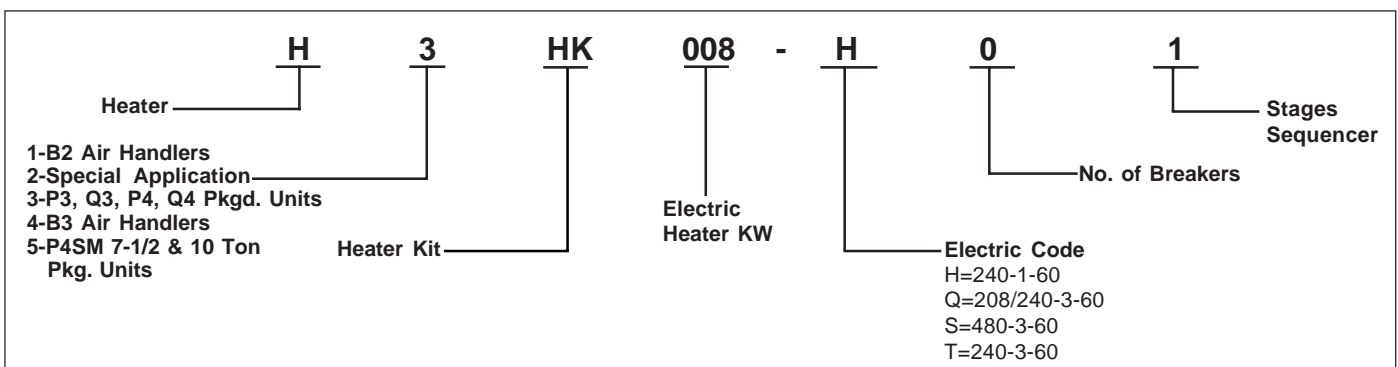 H 3 HK 008 - H 0 1
Heater
1-B2 Air Handlers
2-Special Application
3-P3, Q3, P4, Q4 Pkgd. Units
4-B3 Air Handlers
5-P4SM 7-1/2 & 10 Ton
Pkg. Units
Heater Kit
Electric
Heater KW
Electric Code
H=240-1-60
Q=208/240-3-60
S=480-3-60
T=240-3-60
No. of Breakers
Stages
Sequencer